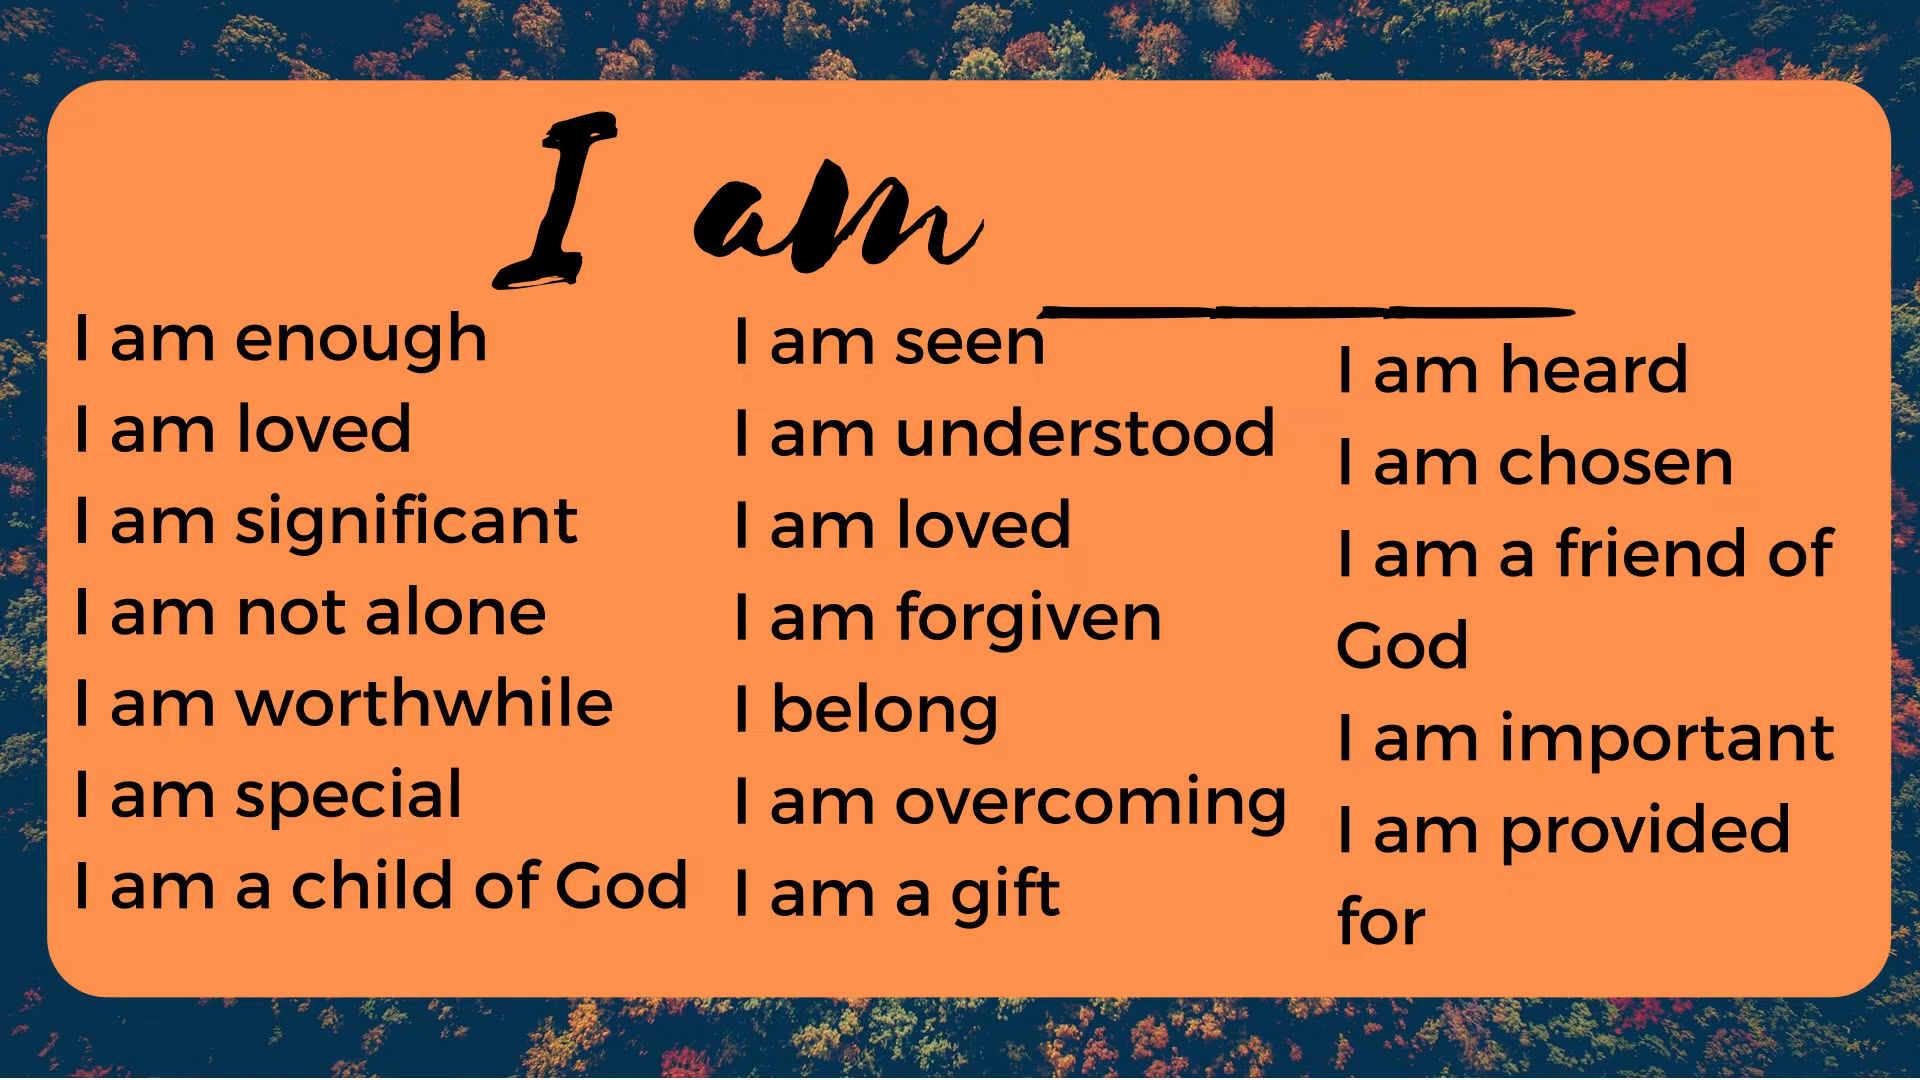 I am ___
I am enough
I am loved
I am significant
I am not alone
I am worthwhile
I am special
I am a child of God
I am seen
I am understood
I am loved
I am forgiven
I belong
I am overcoming
I am a gift
I am heard
I am chosen
I am a friend of
God
I am important
I am provided
for